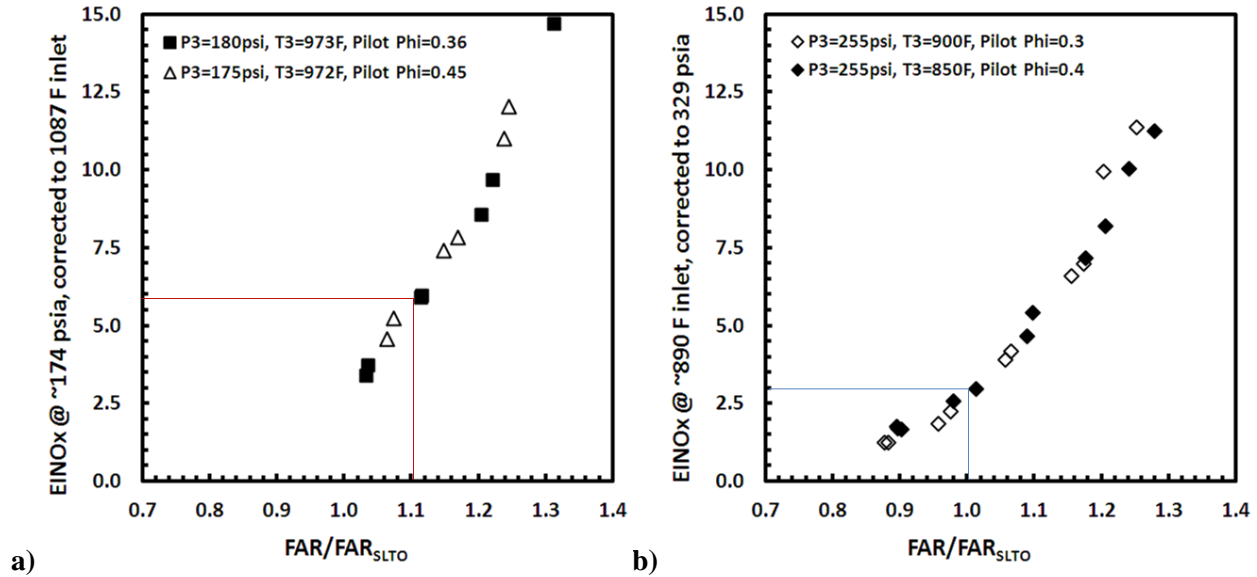 EINOx @ ~174 psia, corrected to 1087 F inlet
15.0
12.5
10.0
7.5
5.0
2.5
0.0
P3=180psi, T3=973F, Pilot Phi=0.36
P3=175psi, T3=972F, Pilot Phi=0.45
0.7 0.8 0.9 1.0 1.1 1.2 1.3 1.4
FAR/FARSLTO
a)
EINOx @ ~890 F inlet, corrected to 329 psia
15.0
12.5
10.0
7.5
5.0
2.5
0.0
P3=255psi, T3=900F, Pilot Phi=0.3
P3=255psi, T3=850F, Pilot Phi=0.4
0.7 0.8 0.9 1.0 1.1 1.2 1.3 1.4
FAR/FARSLTO
b)